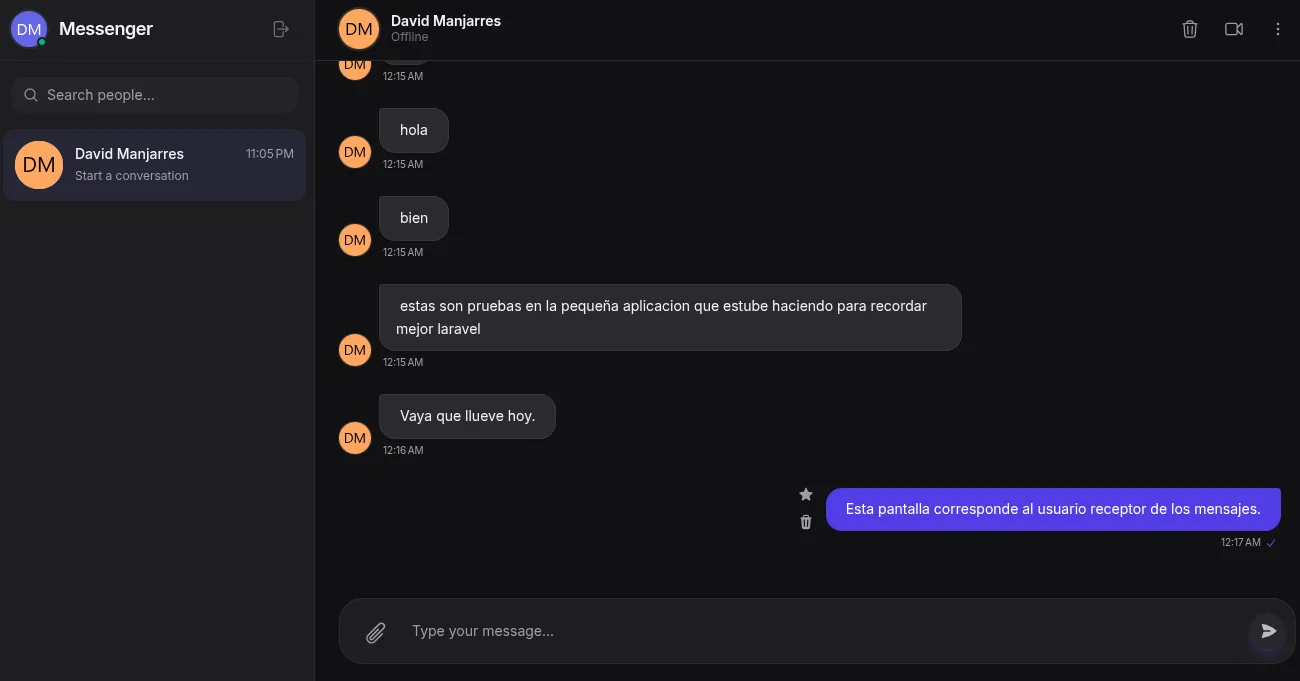 DM Messenger
Search people...
DM David Manjarres 11:05 PM
Start a conversation
DM David Manjarres
Offline
DM
12:15 AM
hola
DM
12:15 AM
bien
DM
12:15 AM
estas son pruebas en la pequeña aplicacion que estube haciendo para recordar
mejor laravel
DM
12:15 AM
Vaya que llueve hoy.
DM
12:16 AM
Esta pantalla corresponde al usuario receptor de los mensajes.
12:17 AM
Type your message...